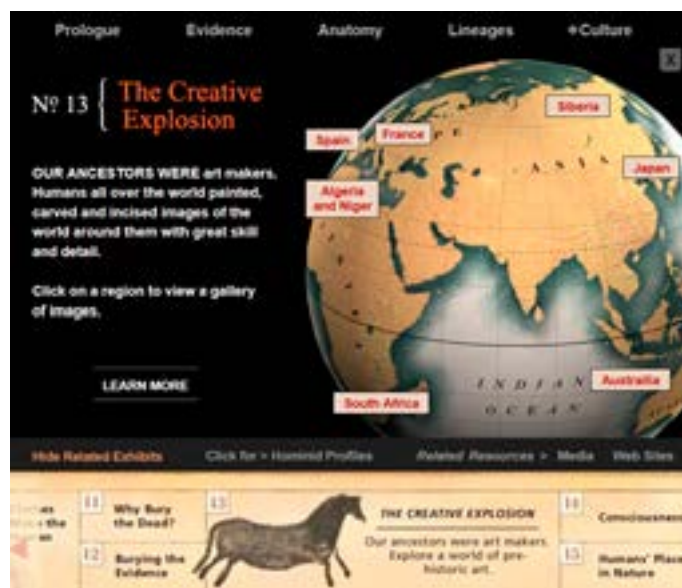 Prologue Evidence Anatomy Lineages +Culture
X
Nº 13 { The Creative
Explosion
OUR ANCESTORS WERE art makers.
Humans all over the world painted,
carved and incised images of the
world around them with great skill
and detail.
Click on a region to view a gallery
of images.
LEARN MORE
Siberia
Spain
France
Japan
Algeria
and Niger
ASIA
INDIAN
OCEAN
Australia
South Africa
Hide Related Exhibits Click for > Hominid Profiles Related Resources > Media Web Sites
the
11 Why Bury
the Dead?
12 Burying the
Evidence
13
THE CREATIVE EXPLOSION
Our ancestors were art makers.
Explore a world of pre-
historic art.
14 Consciousness
15 Humans' Place
in Nature